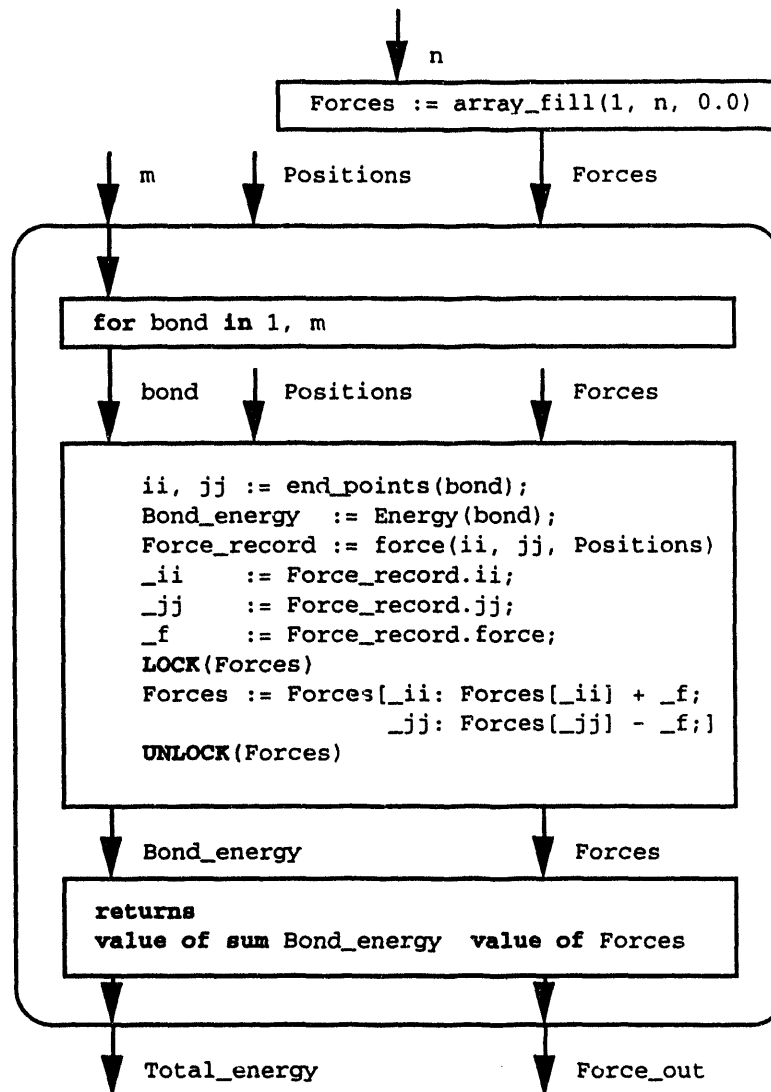 n
Forces := array_fill(1, n, 0.0)
m Positions Forces
for bond in 1, m
bond Positions Forces
ii, jj := end_points(bond);
Bond_energy := Energy(bond);
Force_record := force(ii, jj, Positions)
_ii := Force_record.ii;
_jj := Force_record.jj;
_f := Force_record.force;
LOCK(Forces)
Forces := Forces[_ii: Forces[_ii] + _f;
_jj: Forces[_jj] - _f;]
UNLOCK(Forces)
Bond_energy Forces
returns
value of sum Bond_energy value of Forces
Total_energy Force_out